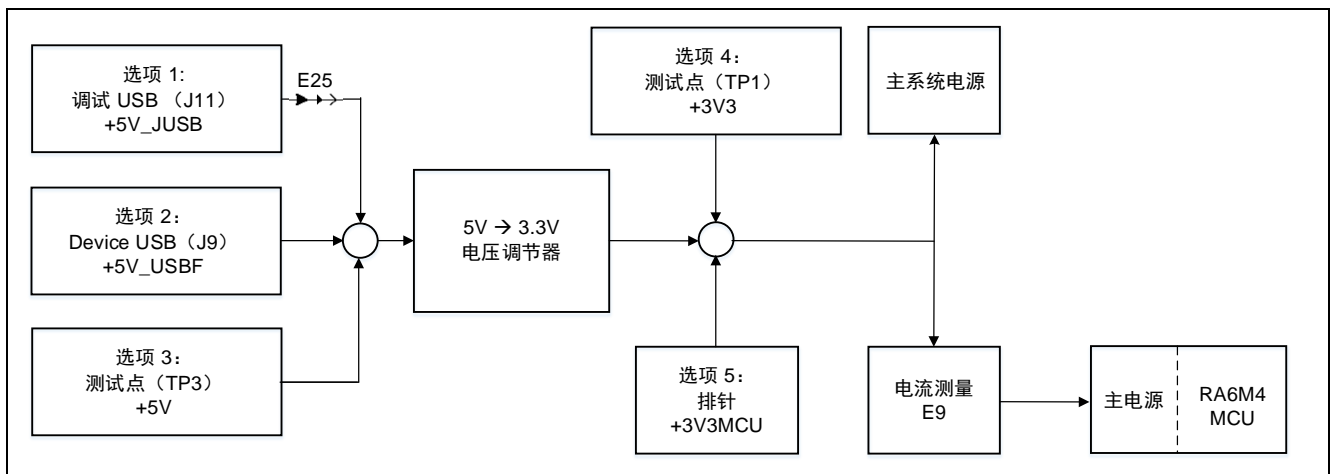 选项 1:
调试 USB （J11）
+5V_JUSB
E25
选项 2：
Device USB（J9）
+5V_USBF
选项 3：
测试点（TP3）
+5V
5V → 3.3V
电压调节器
选项 4：
测试点（TP1）
+3V3
选项 5：
排针
+3V3MCU
主系统电源
电流测量
E9
主电源
RA6M4
MCU